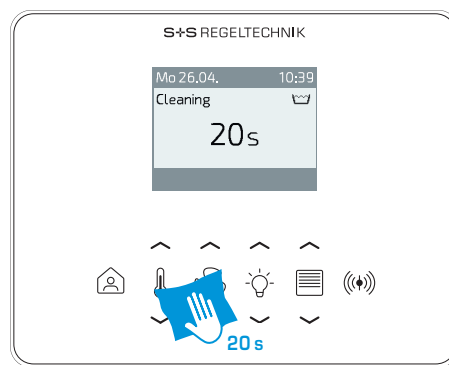 S+S REGELTECHNIK
Mo 26.04. 10:39
Cleaning
20s
20 s